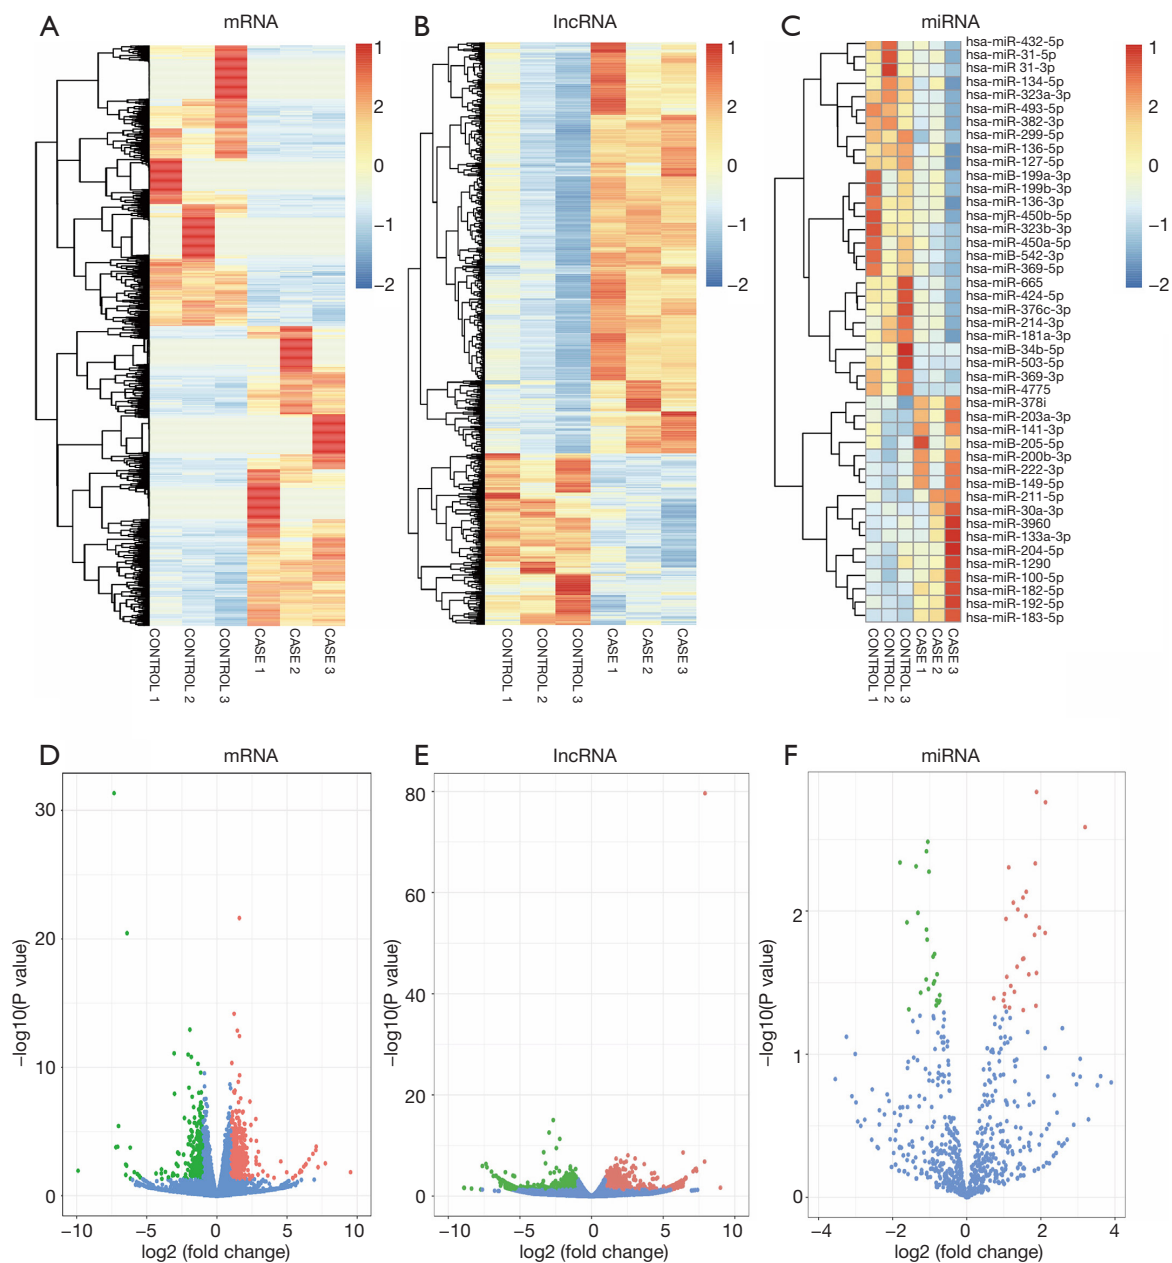 A
mRNA
B
lncRNA
C
miRNA
1
2
0
−1
−2
1
2
0
−1
−2
1
2
0
−1
−2
hsa-miR-432-5p
hsa-miR-31-5p
hsa-miR 31-3p
hsa-miR-134-5p
hsa-miR-323a-3p
hsa-miR-493-5p
hsa-miR-382-3p
hsa-miR-299-5p
hsa-miR-136-5p
hsa-miR-127-5p
hsa-miB-199a-3p
hsa-miR-199b-3p
hsa-miR-136-3p
hsa-mjR-450b-5p
hsa-miR-323b-3p
hsa-miR-450a-5p
hsa-miB-542-3p
hsa-miR-369-5p
hsa-miR-665
hsa-miR-424-5p
hsa-miR-376c-3p
hsa-miR-214-3p
hsa-miR-181a-3p
hsa-miB-34b-5p
hsa-miR-503-5p
hsa-miR-369-3p
hsa-miR-4775
hsa-miR-378i
hsa-miR-203a-3p
hsa-miR-141-3p
hsa-miB-205-5p
hsa-miR-200b-3p
hsa-miR-222-3p
hsa-miB-149-5p
hsa-miR-211-5p
hsa-miR-30a-3p
hsa-miR-3960
hsa-miR-133a-3p
hsa-miR-204-5p
hsa-miR-1290
hsa-miR-100-5p
hsa-miR-182-5p
hsa-miR-192-5p
hsa-miR-183-5p
CONTROL 1
CONTROL 2
CONTROL 3
CASE 1
CASE 2
CASE 3
CONTROL 1
CONTROL 2
CONTROL 3
CASE 1
CASE 2
CASE 3
CONTROL 1
CONTROL 2
CONTROL 3
CASE 1
CASE 2
CASE 3
D
mRNA
E
lncRNA
F
miRNA
−log10(P value)
30
20
10
0
−10
−5
0
5
10
log2 (fold change)
−log10(P value)
80
60
40
20
0
−10
−5
0
5
10
log2 (fold change)
−log10(P value)
2
1
0
−4
−2
0
2
4
log2 (fold change)